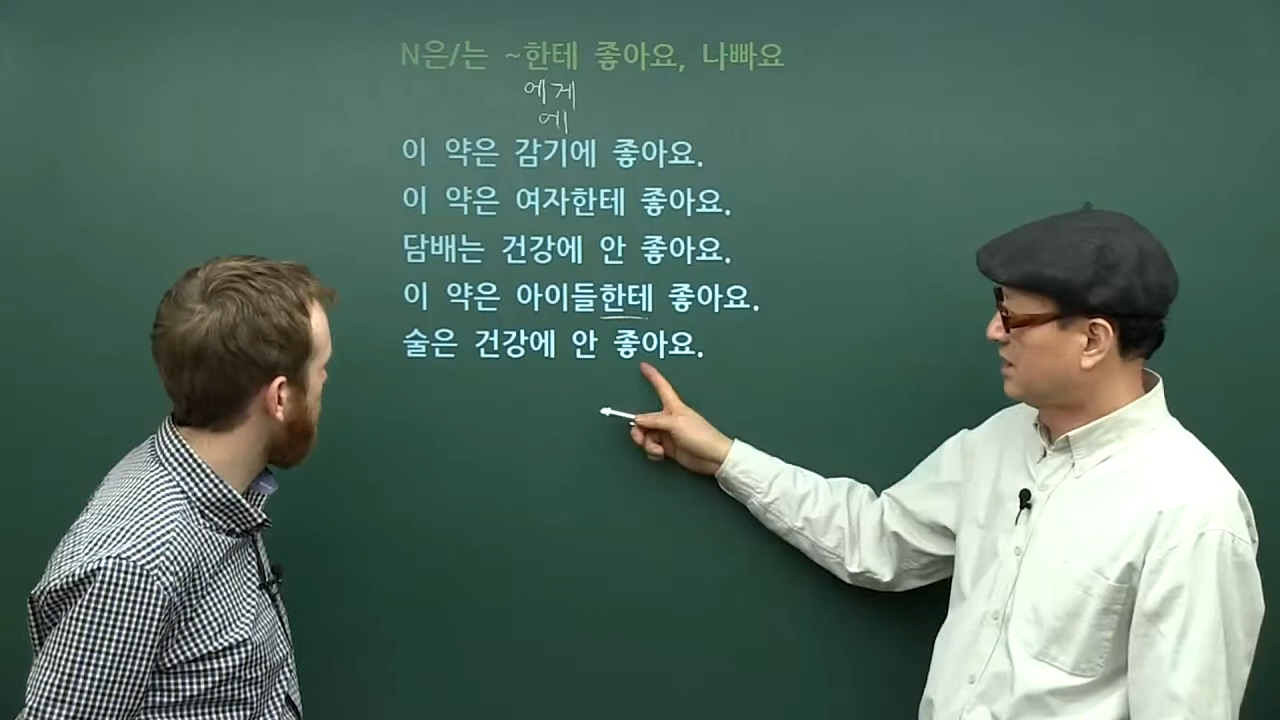 N은/는 ~한테 좋아요, 나빠요
에게
에
이 약은 감기에 좋아요.
이 약은 여자한테 좋아요.
담배는 건강에 안 좋아요.
이 약은 아이들한테 좋아요.
술은 건강에 안 좋아요.